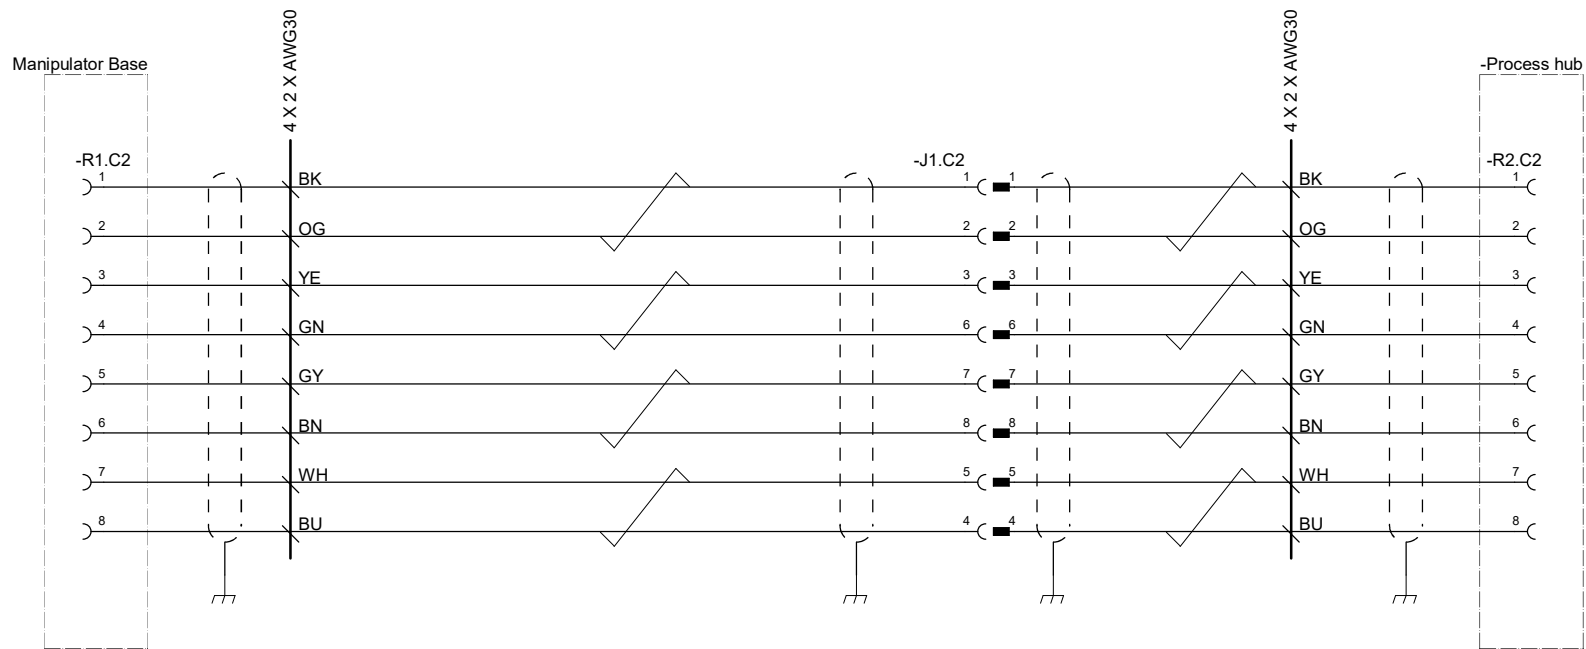 4 X 2 X AWG30
4 X 2 X AWG30
Manipulator Base
-Process hub
-R1.C2
-J1.C2
-R2.C2
1 BK 1 1 BK 1
2 OG 2 2 OG 2
3 YE 3 3 YE 3
4 GN 6 6 GN 4
5 GY 7 7 GY 5
6 BN 8 8 BN 6
7 WH 5 5 WH 7
8 BU 4 4 BU 8